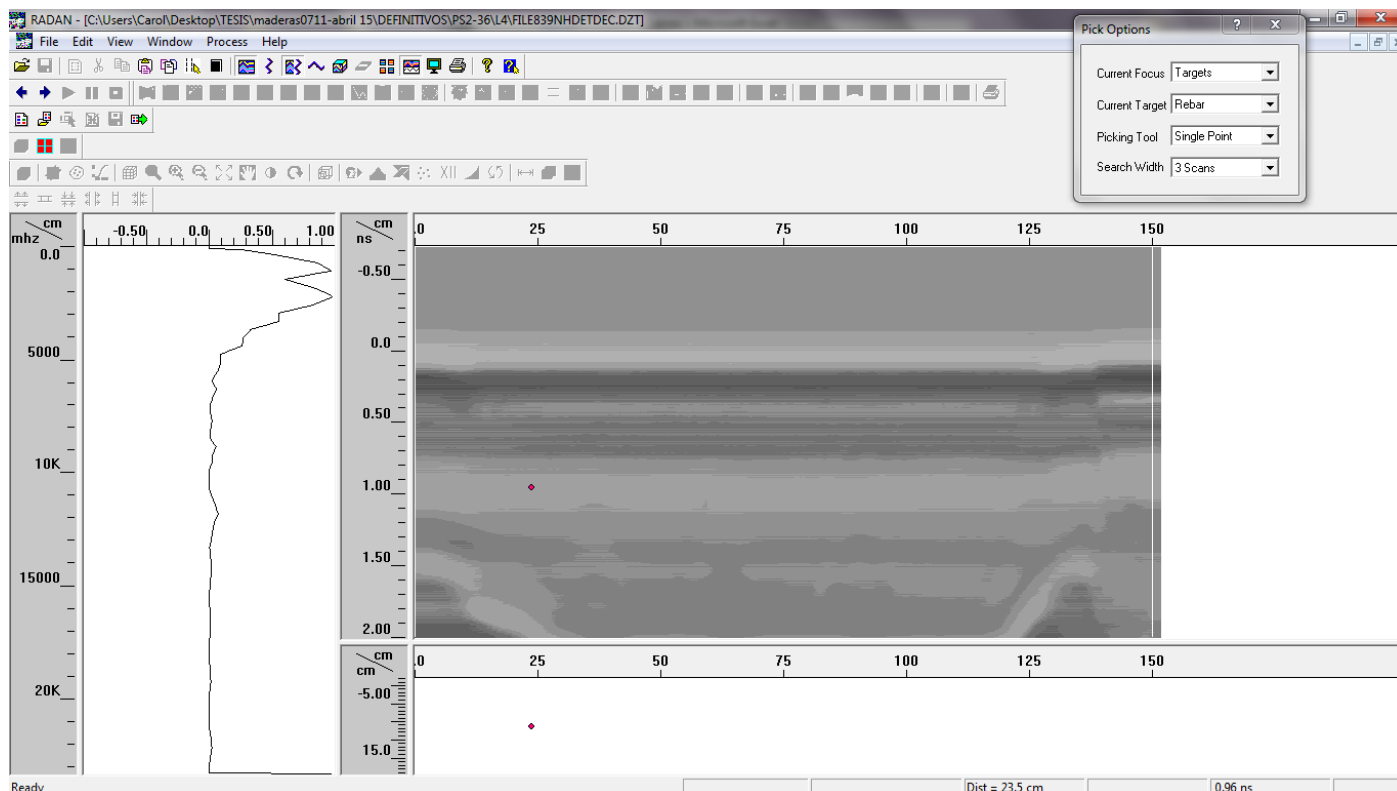 RADAN - [C:\Users\Carol\Desktop\TESIS\maderas0711-abril 15\DEFINITIVOS\PS2-36\L4\FILE839NHDETDEC.DZT]
File Edit View Window Process Help
Pick Options
Current Focus Targets
Current Target Rebar
Picking Tool Single Point
Search Width 3 Scans
cm
mhz
-0.50 0.0 0.50 1.00
0.0
5000
10K
15000
20K
cm
ns
.0 25 50 75 100 125 150
-0.50
0.0
0.50
1.00
1.50
2.00
cm
cm
.0 25 50 75 100 125 150
-5.00
15.0
Ready Dist = 23.5 cm 0.96 ns